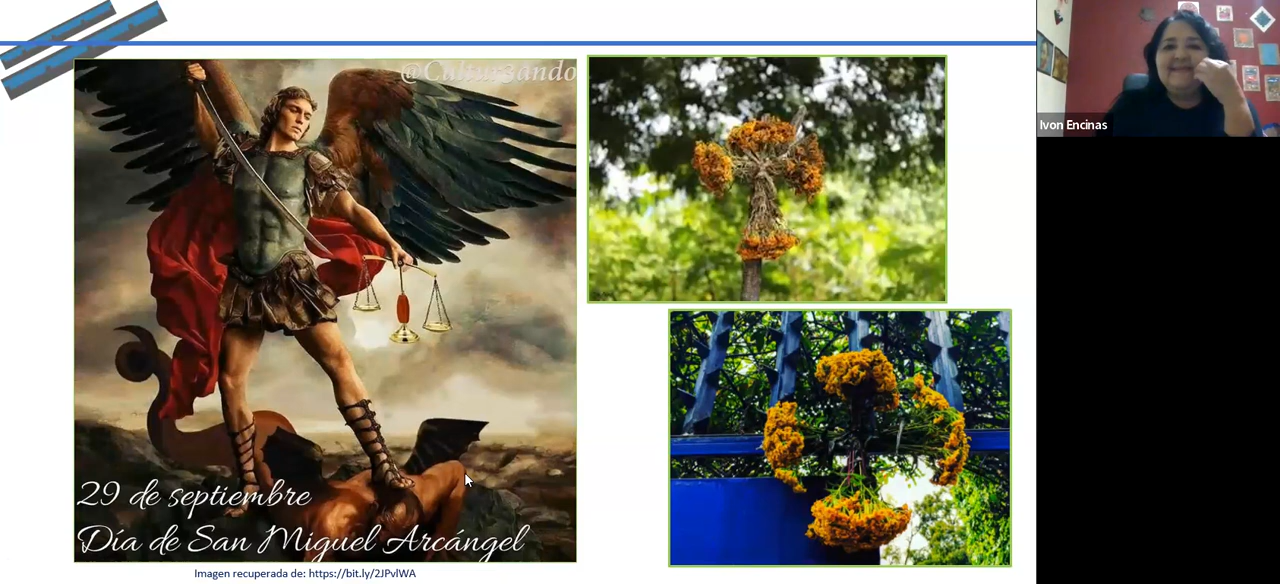 @Cultur3ando
29 de septiembre
Día de San Miguel Arcángel
Imagen recuperada de: https://bit.ly/2JPvlWA
Ivon Encinas